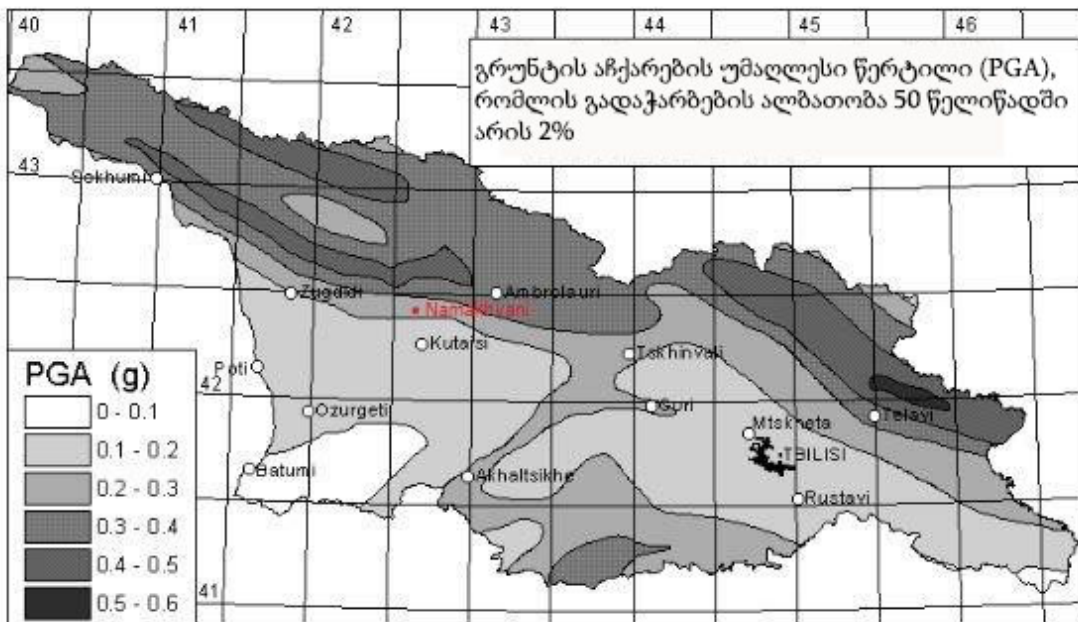 40 41 42 43 44 45 46
გრუნტის აჩქარების უმაღლესი წერტილი (PGA),
რომლის გადაჭარბების ალბათობა 50 წელიწადში
არის 2%
43
Sokhumi
Zugdidi
Ambrolauri
Namakhvani
Kutaisi
Tskhinvali
Poti
42
Ozurgeti
Gori
Telavi
Mtskheta
TBILISI
Batumi
Akhaltsikhe
Rustavi
41
PGA (g)
0 - 0.1
0.1 - 0.2
0.2 - 0.3
0.3 - 0.4
0.4 - 0.5
0.5 - 0.6